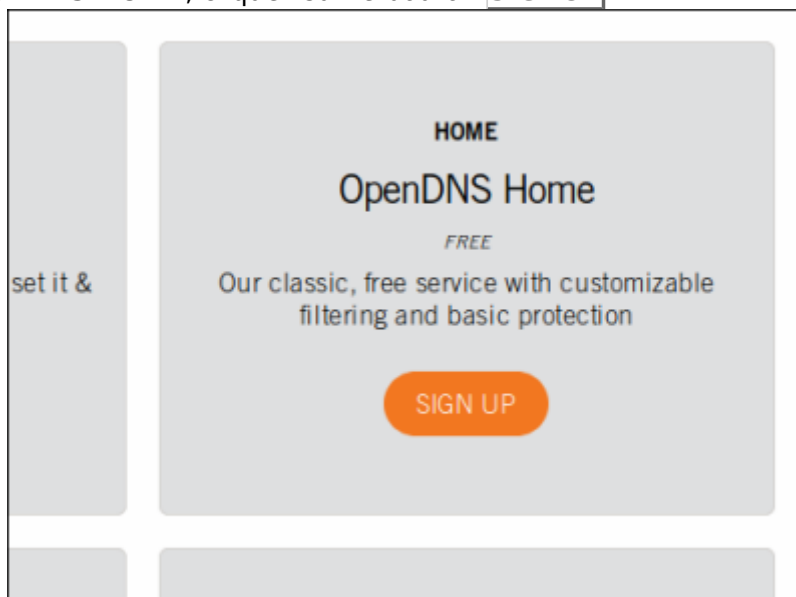 HOME
OpenDNS Home
FREE
set it &
Our classic, free service with customizable
filtering and basic protection
SIGN UP